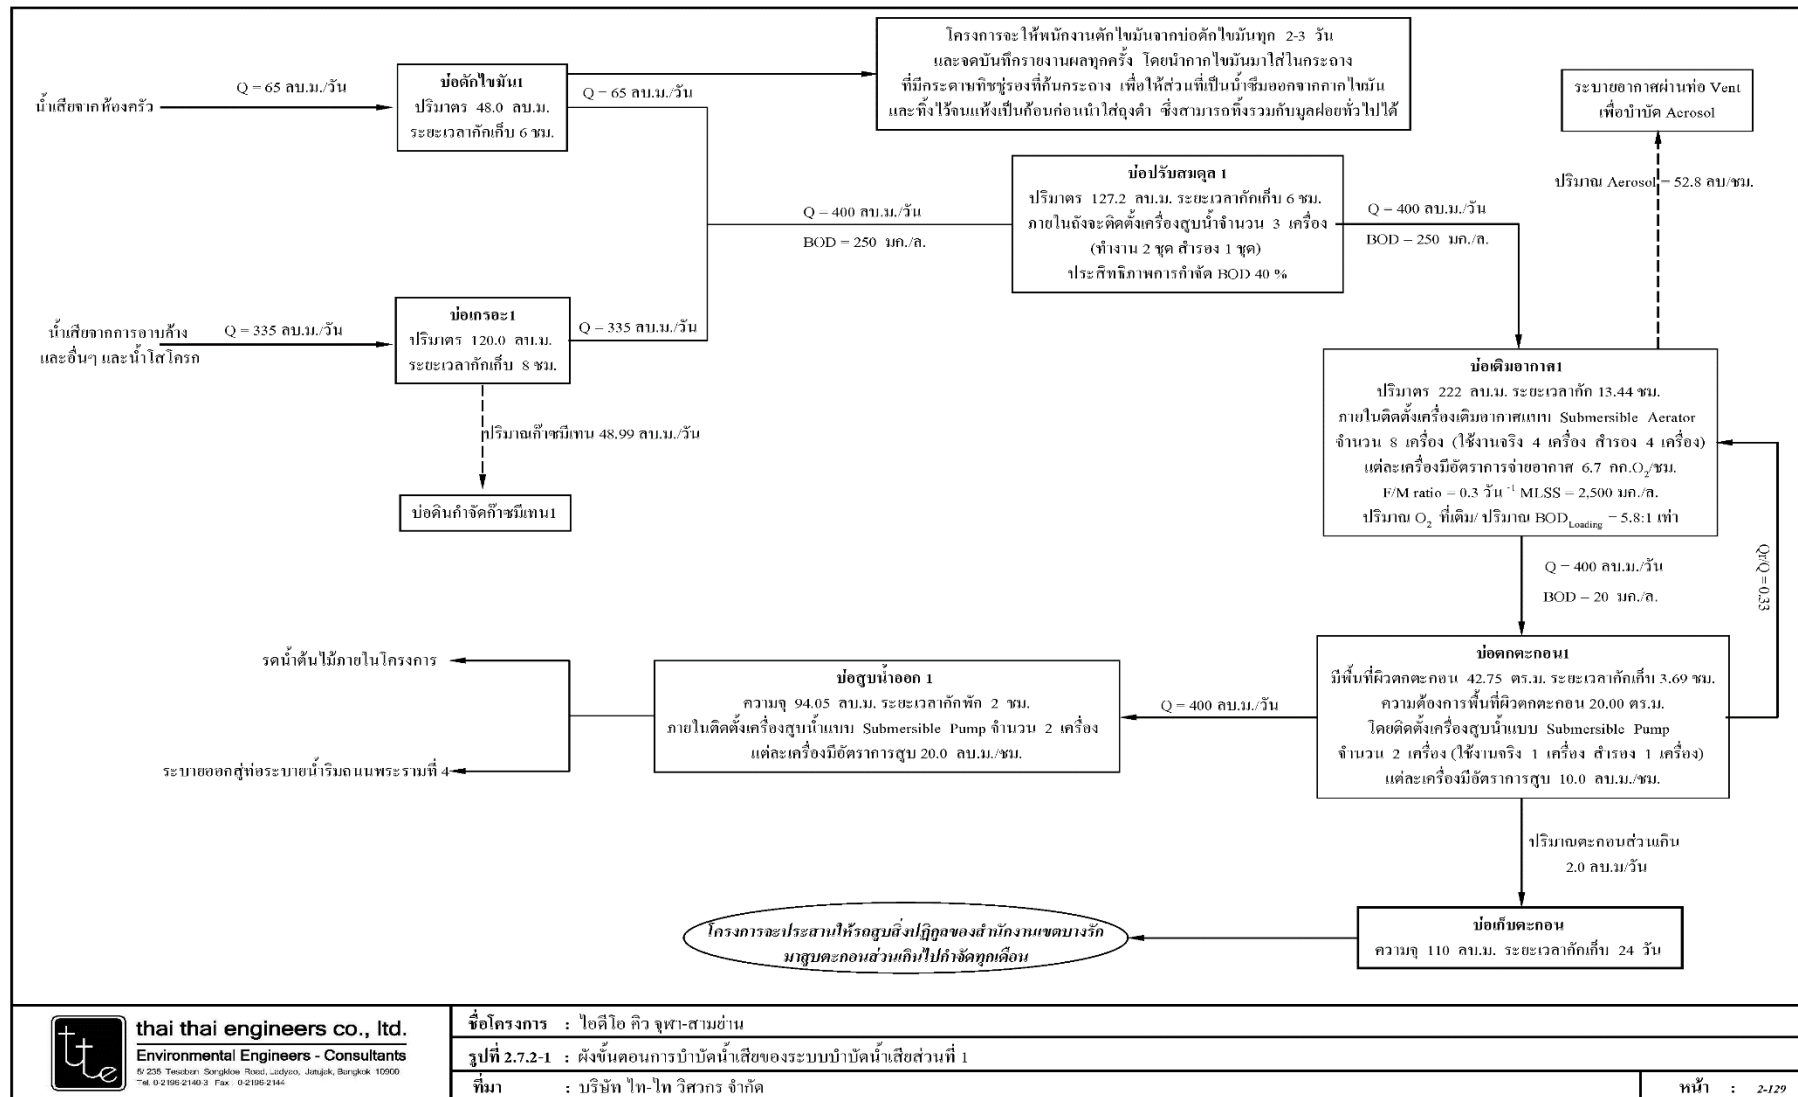 โครงการจะให้พนักงานตักไขมันจากบ่อดักไขมันทุก 2-3 วัน
และจดบันทึกรายงานผลทุกครั้ง โดยนำกากไขมันมาใส่ในกระถาง
ที่มีกระดาษทิชชู่รองที่ก้นกระถาง เพื่อให้ส่วนที่เป็นน้ำซึมออกจากกากไขมัน
และทิ้งไว้จนแห้งเป็นก้อนก่อนนำใส่ถุงดำ ซึ่งสามารถทิ้งรวมกับมูลฝอยทั่วไปได้
น้ำเสียจากห้องครัว
Q = 65 ลบ.ม./วัน
บ่อดักไขมัน1
ปริมาตร 48.0 ลบ.ม.
ระยะเวลากักเก็บ 6 ชม.
Q = 65 ลบ.ม./วัน
ระบายอากาศผ่านท่อ Vent
เพื่อบำบัด Aerosol
ปริมาณ Aerosol = 52.8 ลบ/ชม.
Q = 400 ลบ.ม./วัน
BOD = 250 มก./ล.
บ่อปรับสมดุล 1
ปริมาตร 127.2 ลบ.ม. ระยะเวลากักเก็บ 6 ชม.
ภายในถังจะติดตั้งเครื่องสูบน้ำจำนวน 3 เครื่อง
(ทำงาน 2 ชุด สำรอง 1 ชุด)
ประสิทธิภาพการกำจัด BOD 40 %
Q = 400 ลบ.ม./วัน
BOD = 250 มก./ล.
น้ำเสียจากการอาบล้าง
และอื่นๆ และน้ำโสโครก
Q = 335 ลบ.ม./วัน
บ่อเกรอะ1
ปริมาตร 120.0 ลบ.ม.
ระยะเวลากักเก็บ 8 ชม.
Q = 335 ลบ.ม./วัน
ปริมาณก๊าซมีเทน 48.99 ลบ.ม./วัน
บ่อดินกำจัดก๊าซมีเทน1
บ่อเติมอากาศ1
ปริมาตร 222 ลบ.ม. ระยะเวลากัก 13.44 ชม.
ภายในติดตั้งเครื่องเติมอากาศแบบ Submersible Aerator
จำนวน 8 เครื่อง (ใช้งานจริง 4 เครื่อง สำรอง 4 เครื่อง)
แต่ละเครื่องมีอัตราการจ่ายอากาศ 6.7 กก.O₂/ชม.
F/M ratio = 0.3 วัน⁻¹ MLSS = 2,500 มก./ล.
ปริมาณ O₂ ที่เติม/ ปริมาณ BOD Loading = 5.8:1 เท่า
Q = 400 ลบ.ม./วัน
BOD = 20 มก./ล.
Qr/Q = 0.33
บ่อตกตะกอน1
มีพื้นที่ผิวตกตะกอน 42.75 ตร.ม. ระยะเวลากักเก็บ 3.69 ชม.
ความต้องการพื้นที่ผิวตกตะกอน 20.00 ตร.ม.
โดยติดตั้งเครื่องสูบน้ำแบบ Submersible Pump
จำนวน 2 เครื่อง (ใช้งานจริง 1 เครื่อง สำรอง 1 เครื่อง)
แต่ละเครื่องมีอัตราการสูบ 10.0 ลบ.ม./ชม.
Q = 400 ลบ.ม./วัน
บ่อสูบน้ำออก 1
ความจุ 94.05 ลบ.ม. ระยะเวลากักพัก 2 ชม.
ภายในติดตั้งเครื่องสูบน้ำแบบ Submersible Pump จำนวน 2 เครื่อง
แต่ละเครื่องมีอัตราการสูบ 20.0 ลบ.ม./ชม.
รดน้ำต้นไม้ภายในโครงการ
ระบายออกสู่ท่อระบายน้ำริมถนนพระรามที่ 4
ปริมาณตะกอนส่วนเกิน
2.0 ลบ.ม/วัน
บ่อเก็บตะกอน
ความจุ 110 ลบ.ม. ระยะเวลากักเก็บ 24 วัน
โครงการจะประสานให้รถสูบสิ่งปฏิกูลของสำนักงานเขตบางรัก
มาสูบตะกอนส่วนเกินไปกำจัดทุกเดือน
tte
thai thai engineers co., ltd.
Environmental Engineers - Consultants
5/ 235 Tesaban Songkloe Road, Ladyao, Jatujak, Bangkok 10900
Tel. 0-2196-2140-3 Fax : 0-2196-2144
ชื่อโครงการ : ไอดีโอ คิว จุฬา-สามย่าน
รูปที่ 2.7.2-1 : ผังขั้นตอนการบำบัดน้ำเสียของระบบบำบัดน้ำเสียส่วนที่ 1
ที่มา : บริษัท ไท-ไท วิศวกร จำกัด
หน้า : 2-129